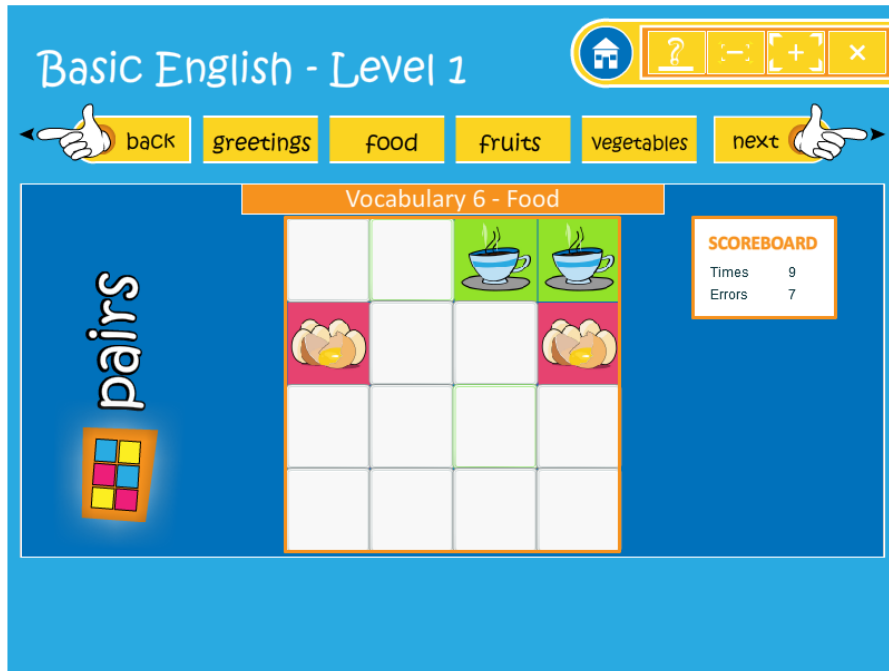 Basic English - Level 1
?
back
greetings
food
fruits
vegetables
next
Vocabulary 6 - Food
SCOREBOARD
Times 9
Errors 7
pairs